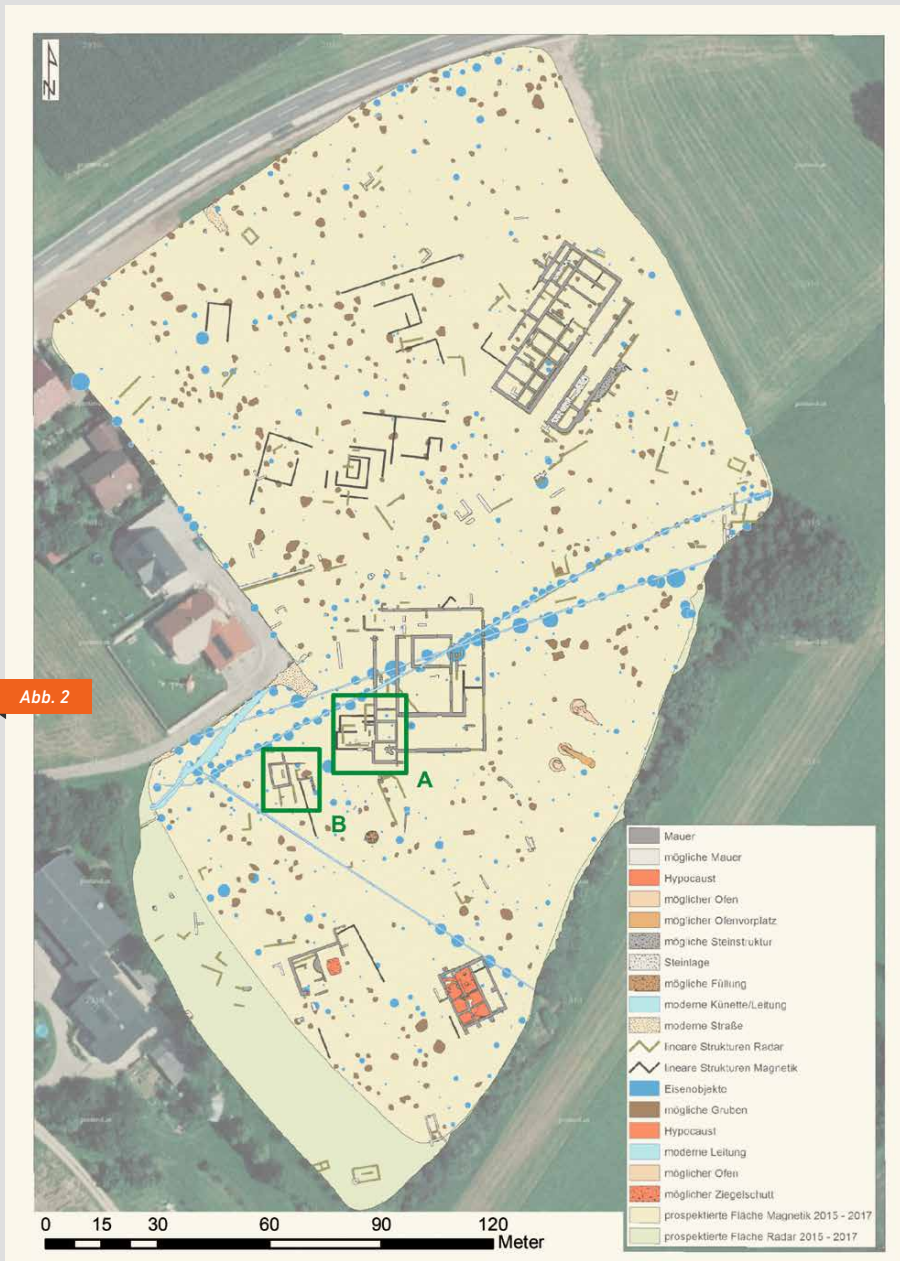 N
Abb. 2
A
B
Mauer
mögliche Mauer
Hypocaust
möglicher Ofen
möglicher Ofenvorplatz
mögliche Steinstruktur
Steinlage
mögliche Füllung
moderne Künette/Leitung
moderne Straße
lineare Strukturen Radar
lineare Strukturen Magnetik
Eisenobjekte
mögliche Gruben
Hypocaust
moderne Leitung
möglicher Ofen
möglicher Ziegelschutt
prospektierte Fläche Magnetik 2015 - 2017
prospektierte Fläche Radar 2015 - 2017
0 15 30 60 90 120
Meter